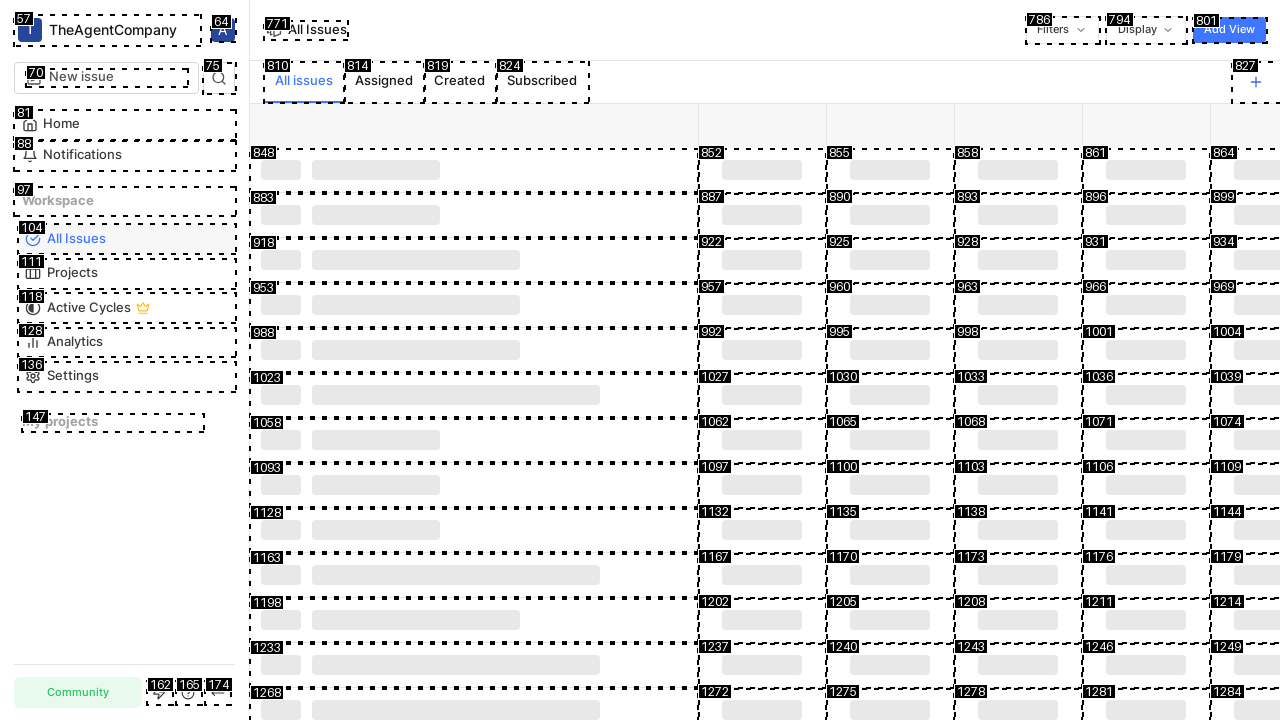 57
T
TheAgentCompany
64
A
70
New issue
75
81
Home
88
Notifications
97
Workspace
104
All Issues
111
Projects
118
Active Cycles
128
Analytics
136
Settings
147
My projects
Community
162
165
174
771
All Issues
786
Filters
794
Display
801
Add View
810
All issues
814
Assigned
819
Created
824
Subscribed
827
848 852 855 858 861 864
883 887 890 893 896 899
918 922 925 928 931 934
953 957 960 963 966 969
988 992 995 998 1001 1004
1023 1027 1030 1033 1036 1039
1058 1062 1065 1068 1071 1074
1093 1097 1100 1103 1106 1109
1128 1132 1135 1138 1141 1144
1163 1167 1170 1173 1176 1179
1198 1202 1205 1208 1211 1214
1233 1237 1240 1243 1246 1249
1268 1272 1275 1278 1281 1284